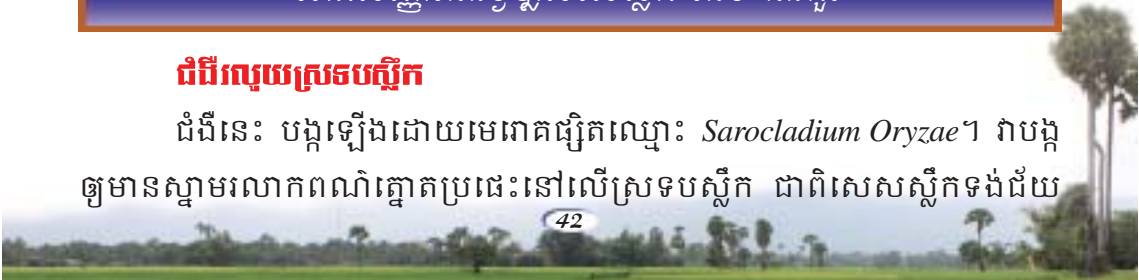 ជំងឺរលួយស្រទបស្លឹក
ជំងឺនេះ បង្កឡើងដោយមេរោគផ្សិតឈ្មោះ Sarocladium Oryzae។ វាបង្ក
ឲ្យមានស្នាមរលាកពណ៌ត្នោតប្រផេះនៅលើស្រទបស្លឹក ជាពិសេសស្លឹកទង់ជ័យ
42